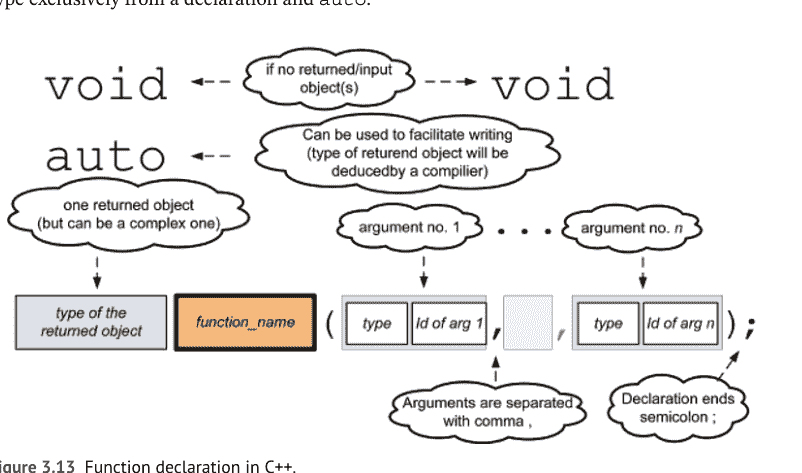 ype exclusively from a declaration and auto.
void
if no returned/input
object(s)
void
auto
Can be used to facilitate writing
(type of returend object will be
deducedby a compilier)
one returned object
(but can be a complex one)
argument no. 1
. . .
argument no. n
type of the
returned object
function_name
(
type
Id of arg 1
,
,
type
Id of arg n
)
;
Arguments are separated
with comma ,
Declaration ends
semicolon ;
igure 3.13 Function declaration in C++.